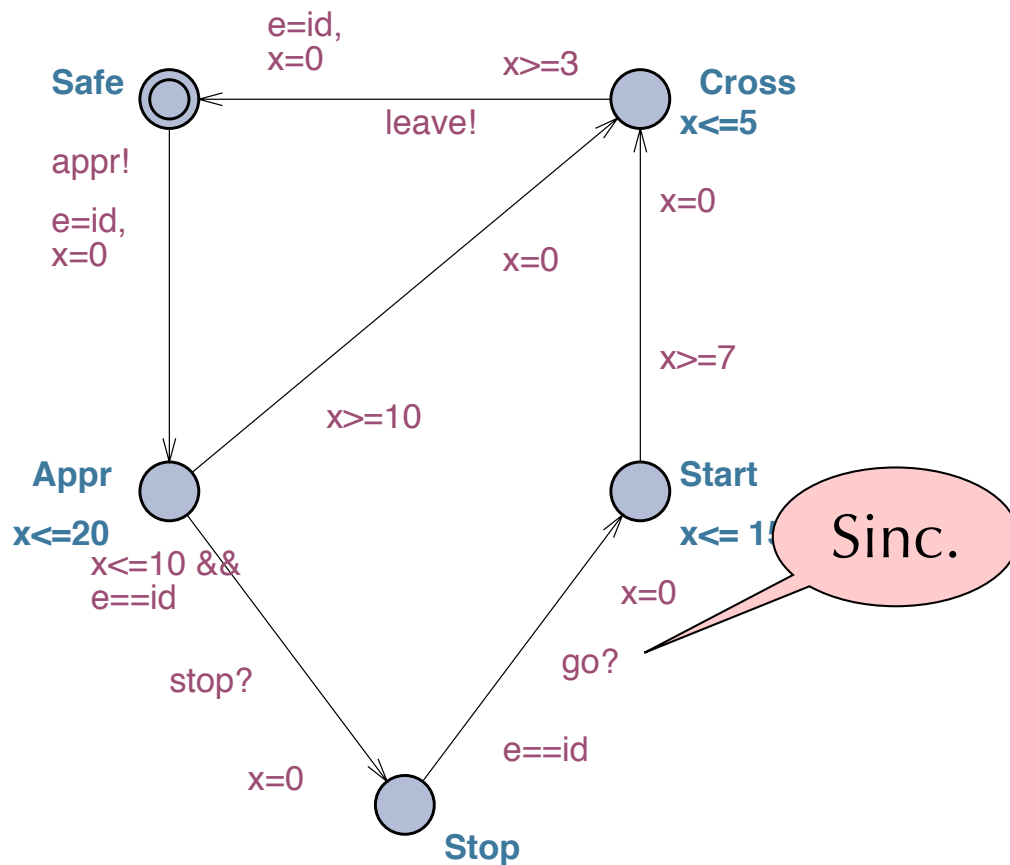 e=id,
x=0
Safe
x>=3
Cross
x<=5
leave!
appr!
e=id,
x=0
x=0
x=0
x>=7
x>=10
Appr
x<=20
Start
x<= 15
Sinc.
x<=10 &&
e==id
x=0
go?
stop?
e==id
x=0
Stop